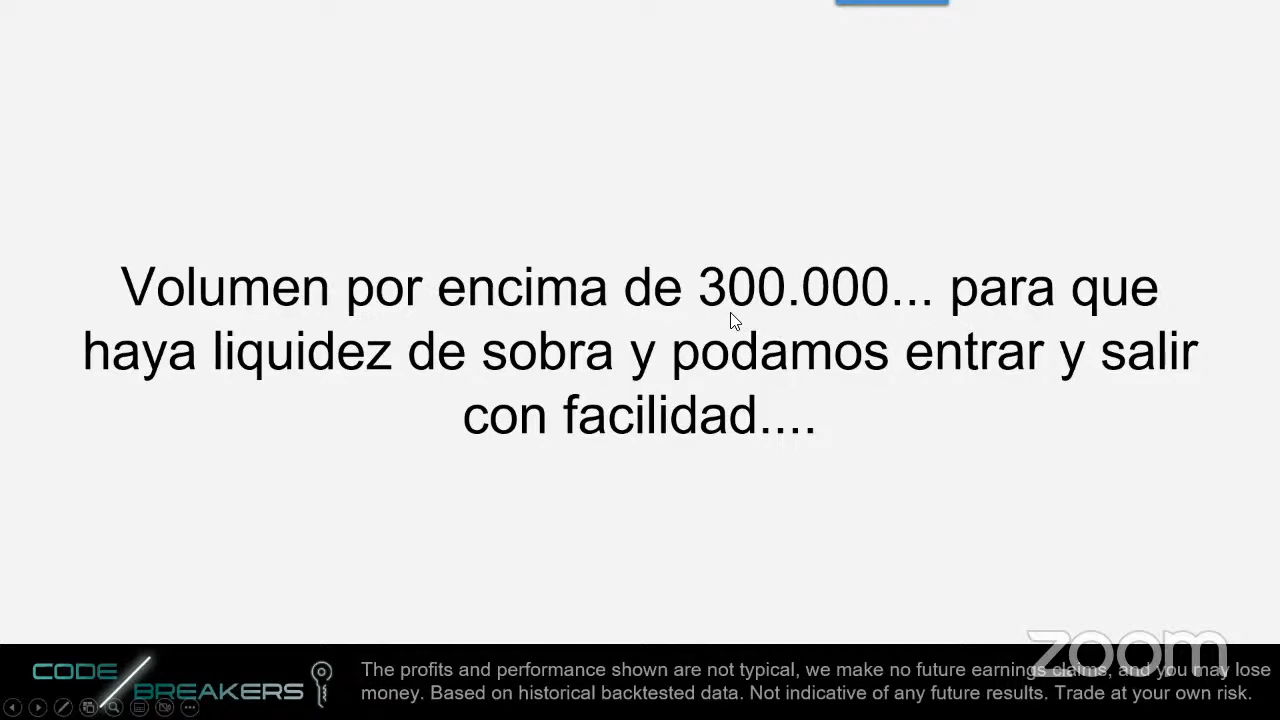 Volumen por encima de 300.000... para que
haya liquidez de sobra y podamos entrar y salir
con facilidad....
zoom
CODE
BREAKERS
The profits and performance shown are not typical, we make no future earnings claims, and you may lose
money. Based on historical backtested data. Not indicative of any future results. Trade at your own risk.